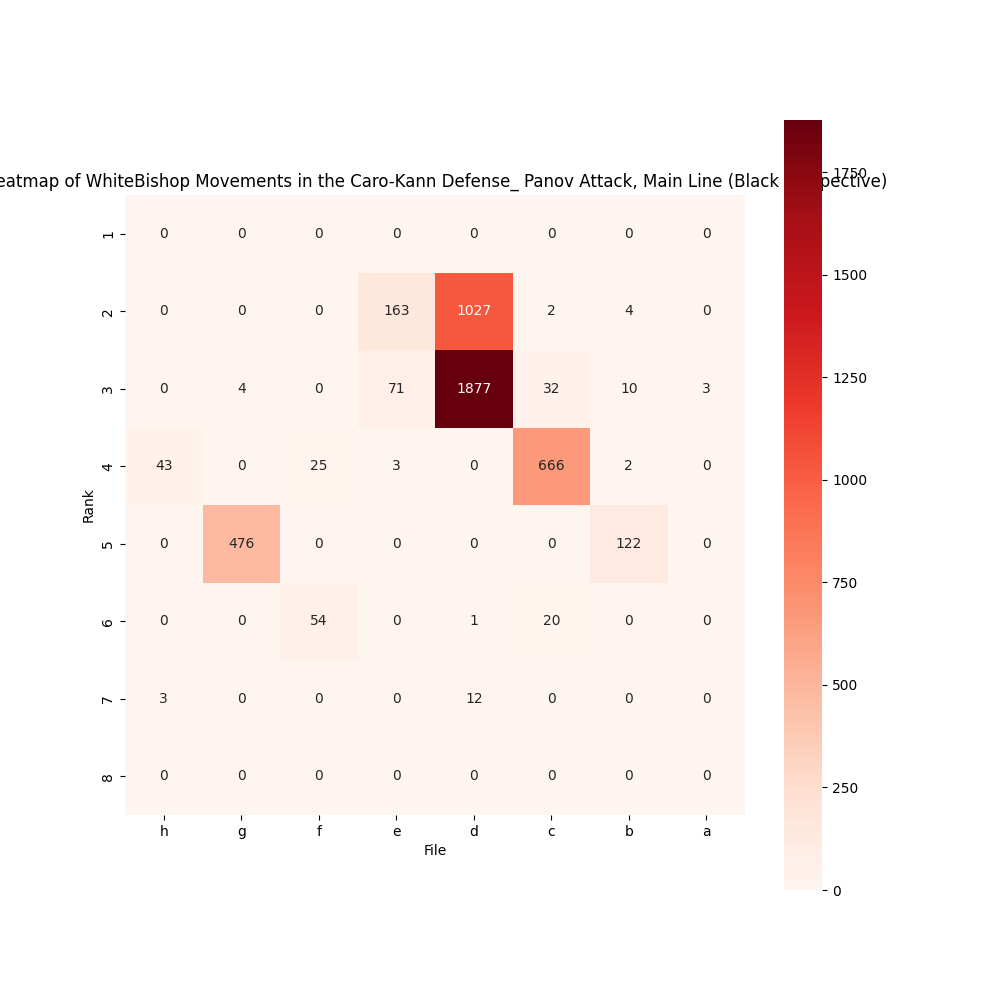 eatmap of WhiteBishop Movements in the Caro-Kann Defense_ Panov Attack, Main Line (Black pective)
1 0 0 0 0 0 0 0 0
2 0 0 0 163 1027 2 4 0
3 0 4 0 71 1877 32 10 3
4 43 0 25 3 0 666 2 0
5 0 476 0 0 0 0 122 0
6 0 0 54 0 1 20 0 0
7 3 0 0 0 12 0 0 0
8 0 0 0 0 0 0 0 0
Rank
h g f e d c b a
File
1750
1500
1250
1000
750
500
250
0